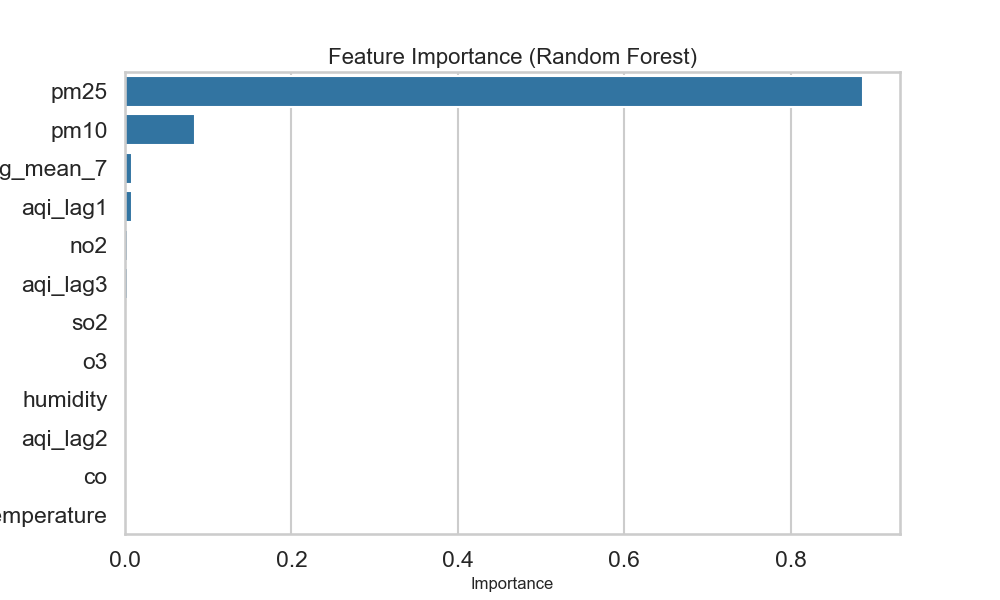 Feature Importance (Random Forest)
pm25
pm10
g_mean_7
aqi_lag1
no2
aqi_lag3
so2
o3
humidity
aqi_lag2
co
emperature
0.0 0.2 0.4 0.6 0.8
Importance